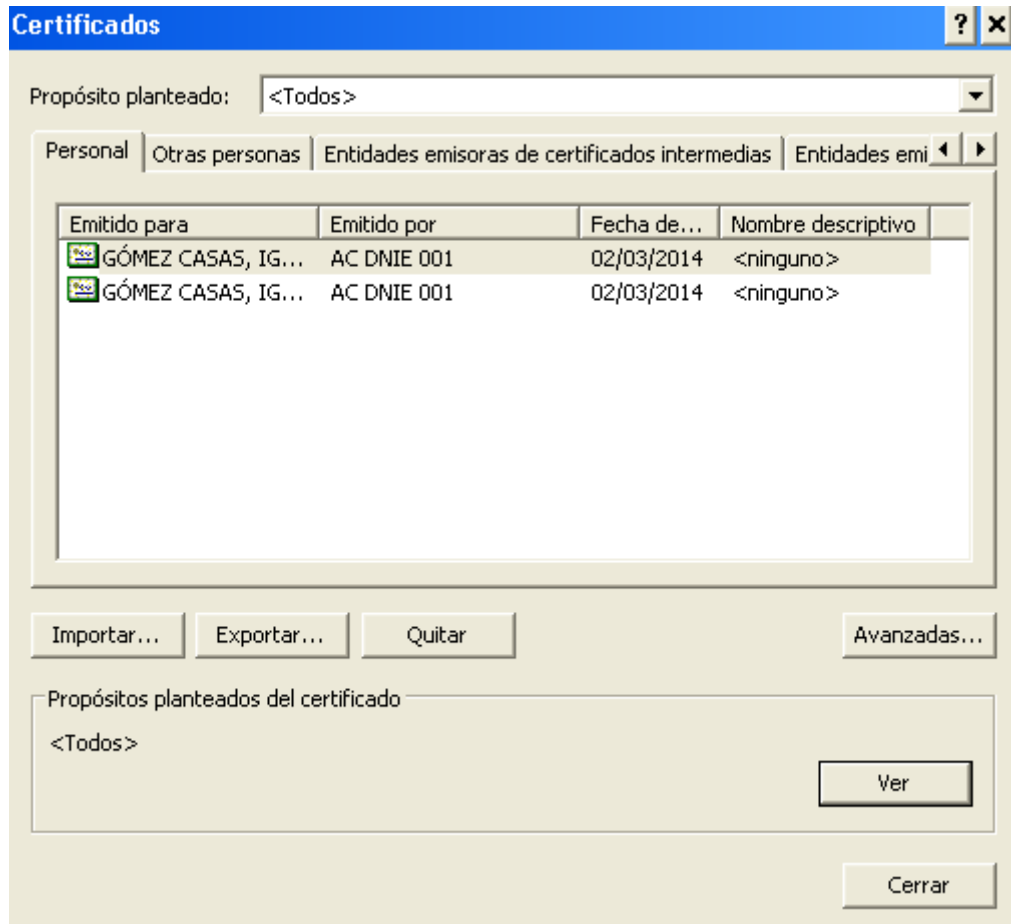 Certificados
Propósito planteado: <Todos>
Personal Otras personas Entidades emisoras de certificados intermedias Entidades emi
Emitido para Emitido por Fecha de... Nombre descriptivo
GÓMEZ CASAS, IG... AC DNIE 001 02/03/2014 <ninguno>
GÓMEZ CASAS, IG... AC DNIE 001 02/03/2014 <ninguno>
Importar... Exportar... Quitar Avanzadas...
Propósitos planteados del certificado
<Todos>
Ver
Cerrar